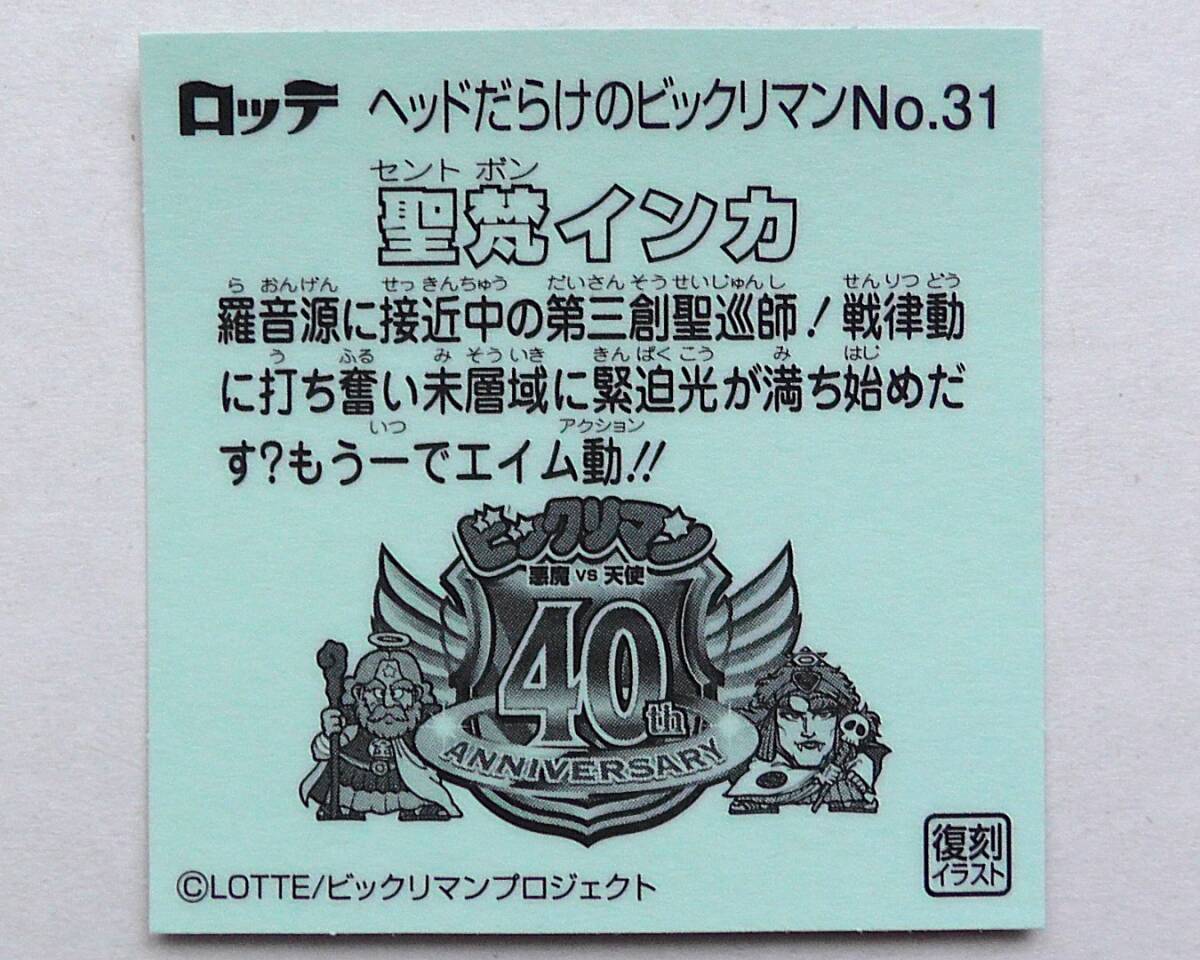 ロッテ ヘッドだらけのビックリマンNo.31
セント ボン
聖梵インカ
ら おんげん せっきんちゅう だいさんそうせいじゅんし せんりつどう
羅音源に接近中の第三創聖巡師!戦律動
う ふる み そういき きんぱくこう み はじ
に打ち奮い未層域に緊迫光が満ち始めだ
いつ アクション
す?もう一でエイム動!!
ビックリマン
悪魔 VS 天使
40th
ANNIVERSARY
復刻
イラスト
©LOTTE/ビックリマンプロジェクト